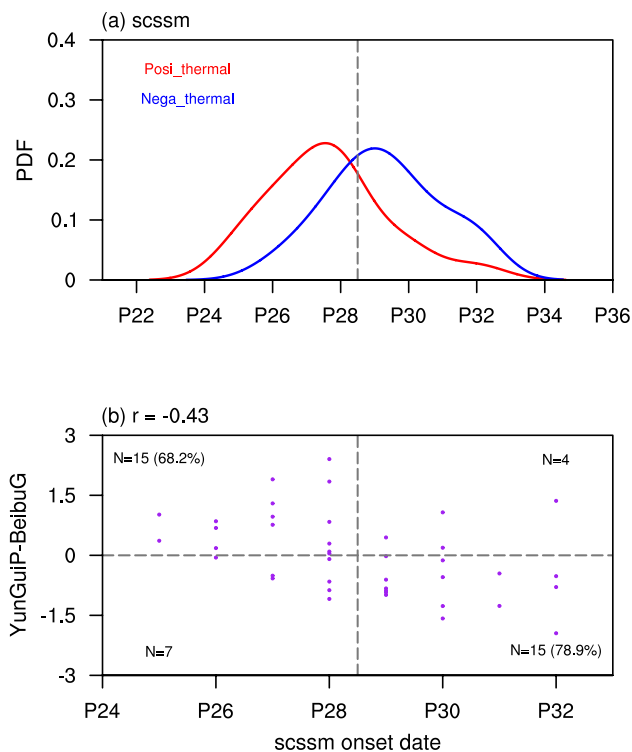 (a) scssm
0.4
Posi_thermal
0.3
Nega_thermal
PDF
0.2
0.1
0
P22 P24 P26 P28 P30 P32 P34 P36
(b) r = -0.43
3
N=15 (68.2%) N=4
1.5
YunGuiP-BeibuG
0
-1.5
N=7 N=15 (78.9%)
-3
P24 P26 P28 P30 P32
scssm onset date